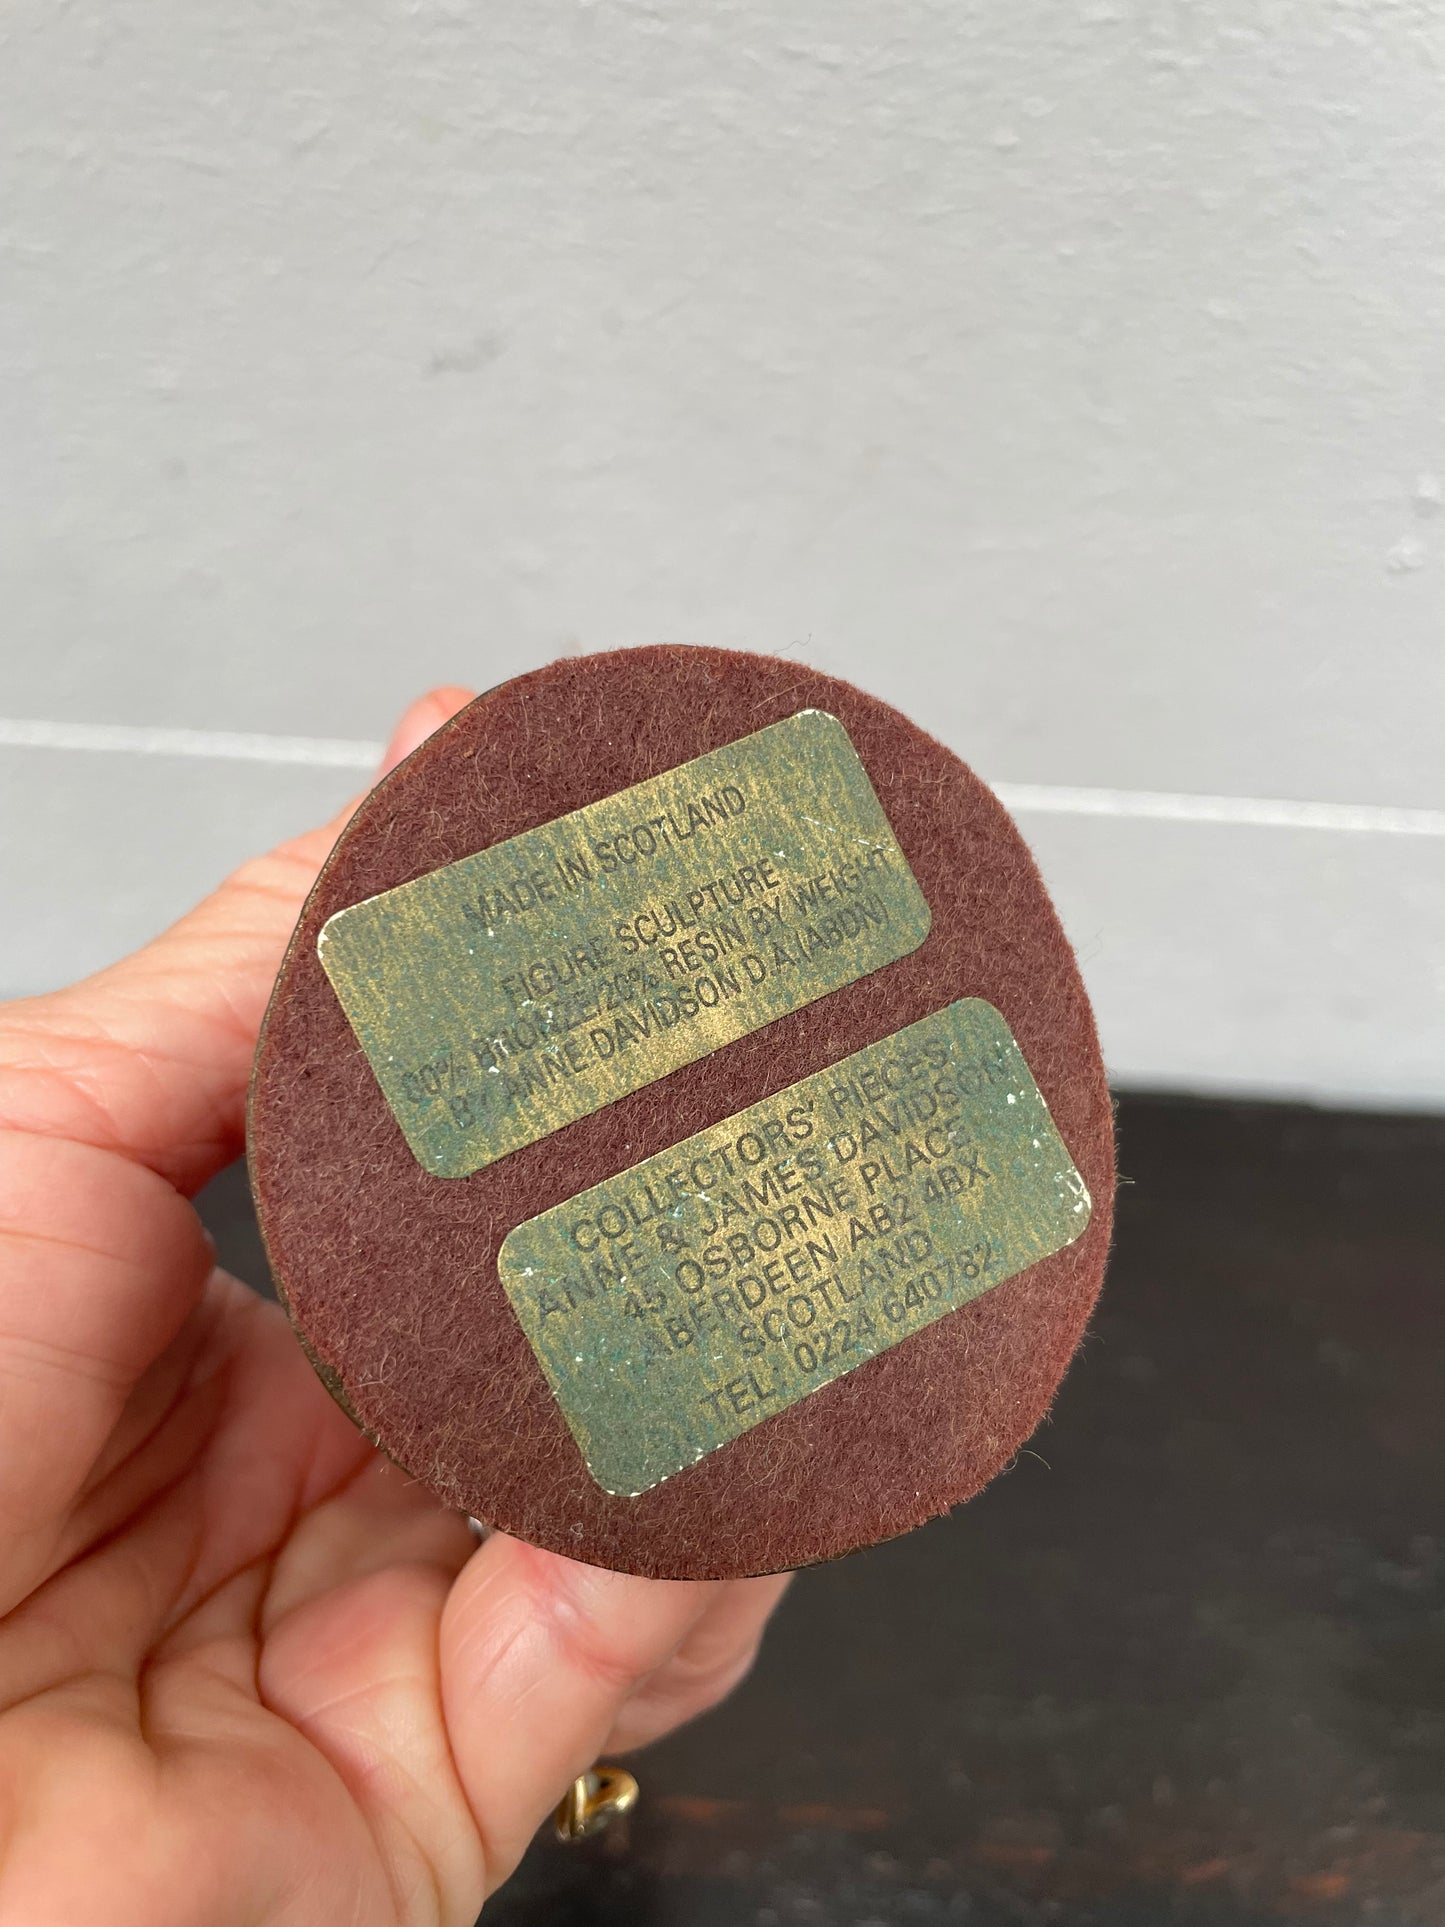 MADE IN SCOTLAND
FIGURE SCULPTURE
80% BRONZE/20% RESIN BY WEIGHT
BY ANNE DAVIDSON D.A.(ABDN)
COLLECTORS' PIECES
ANNE & JAMES DAVIDSON
45 OSBORNE PLACE
ABERDEEN AB2 4BX
SCOTLAND
TEL: 0224 640782